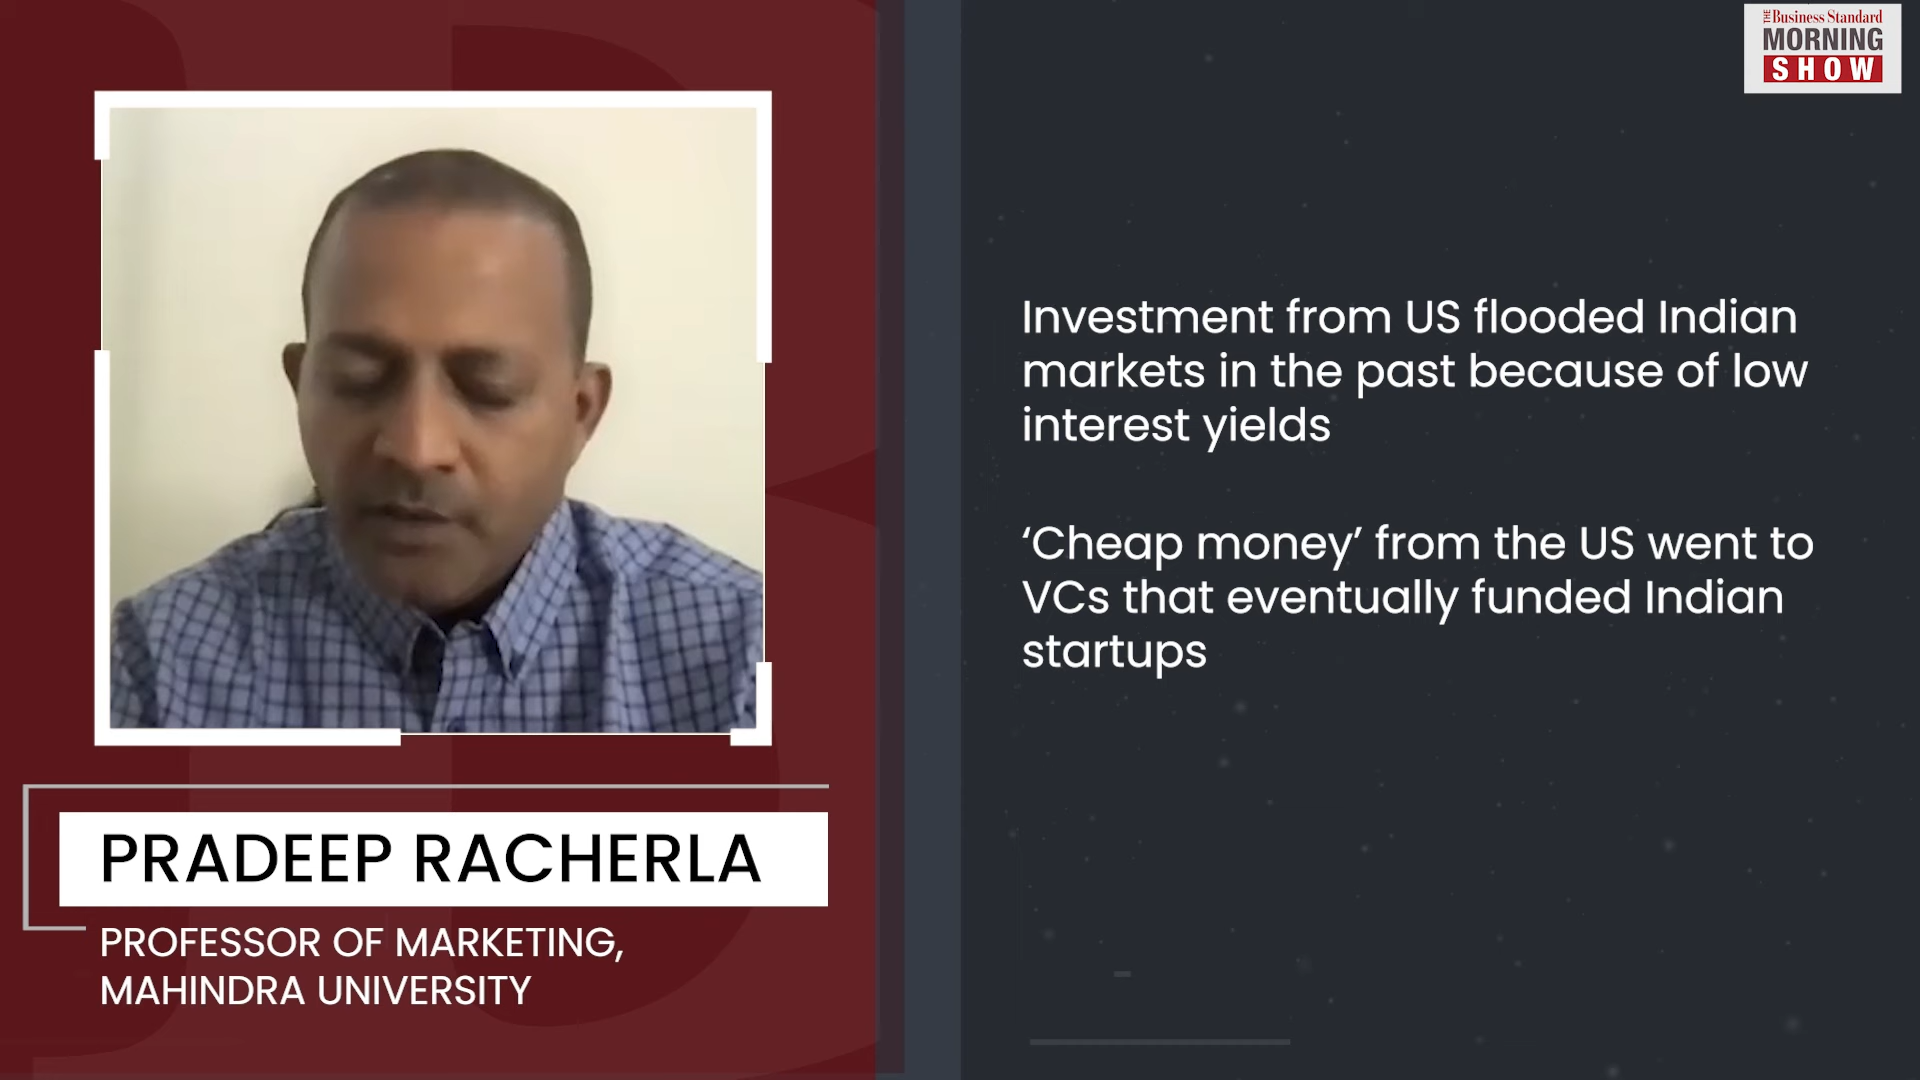 THE Business Standard
MORNING
SHOW
Investment from US flooded Indian
markets in the past because of low
interest yields
‘Cheap money’ from the US went to
VCs that eventually funded Indian
startups
PRADEEP RACHERLA
PROFESSOR OF MARKETING,
MAHINDRA UNIVERSITY